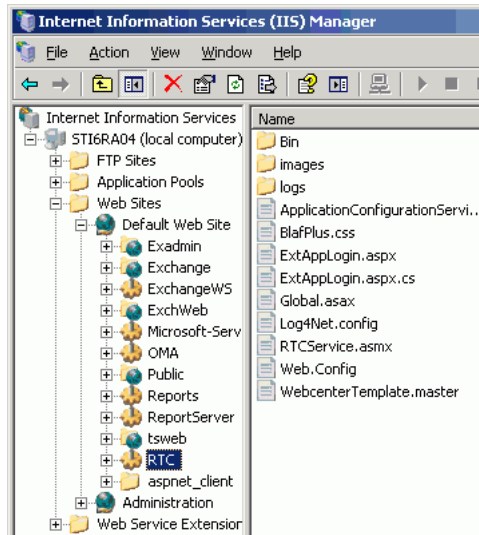 Internet Information Services (IIS) Manager
File Action View Window Help
Internet Information Services
STI6RA04 (local computer)
FTP Sites
Application Pools
Web Sites
Default Web Site
Exadmin
Exchange
ExchangeWS
ExchWeb
Microsoft-Serv
OMA
Public
Reports
ReportServer
tsweb
RTC
aspnet_client
Administration
Web Service Extension
Name
Bin
images
logs
ApplicationConfigurationServi...
BlafPlus.css
ExtAppLogin.aspx
ExtAppLogin.aspx.cs
Global.asax
Log4Net.config
RTCService.asmx
Web.Config
WebcenterTemplate.master